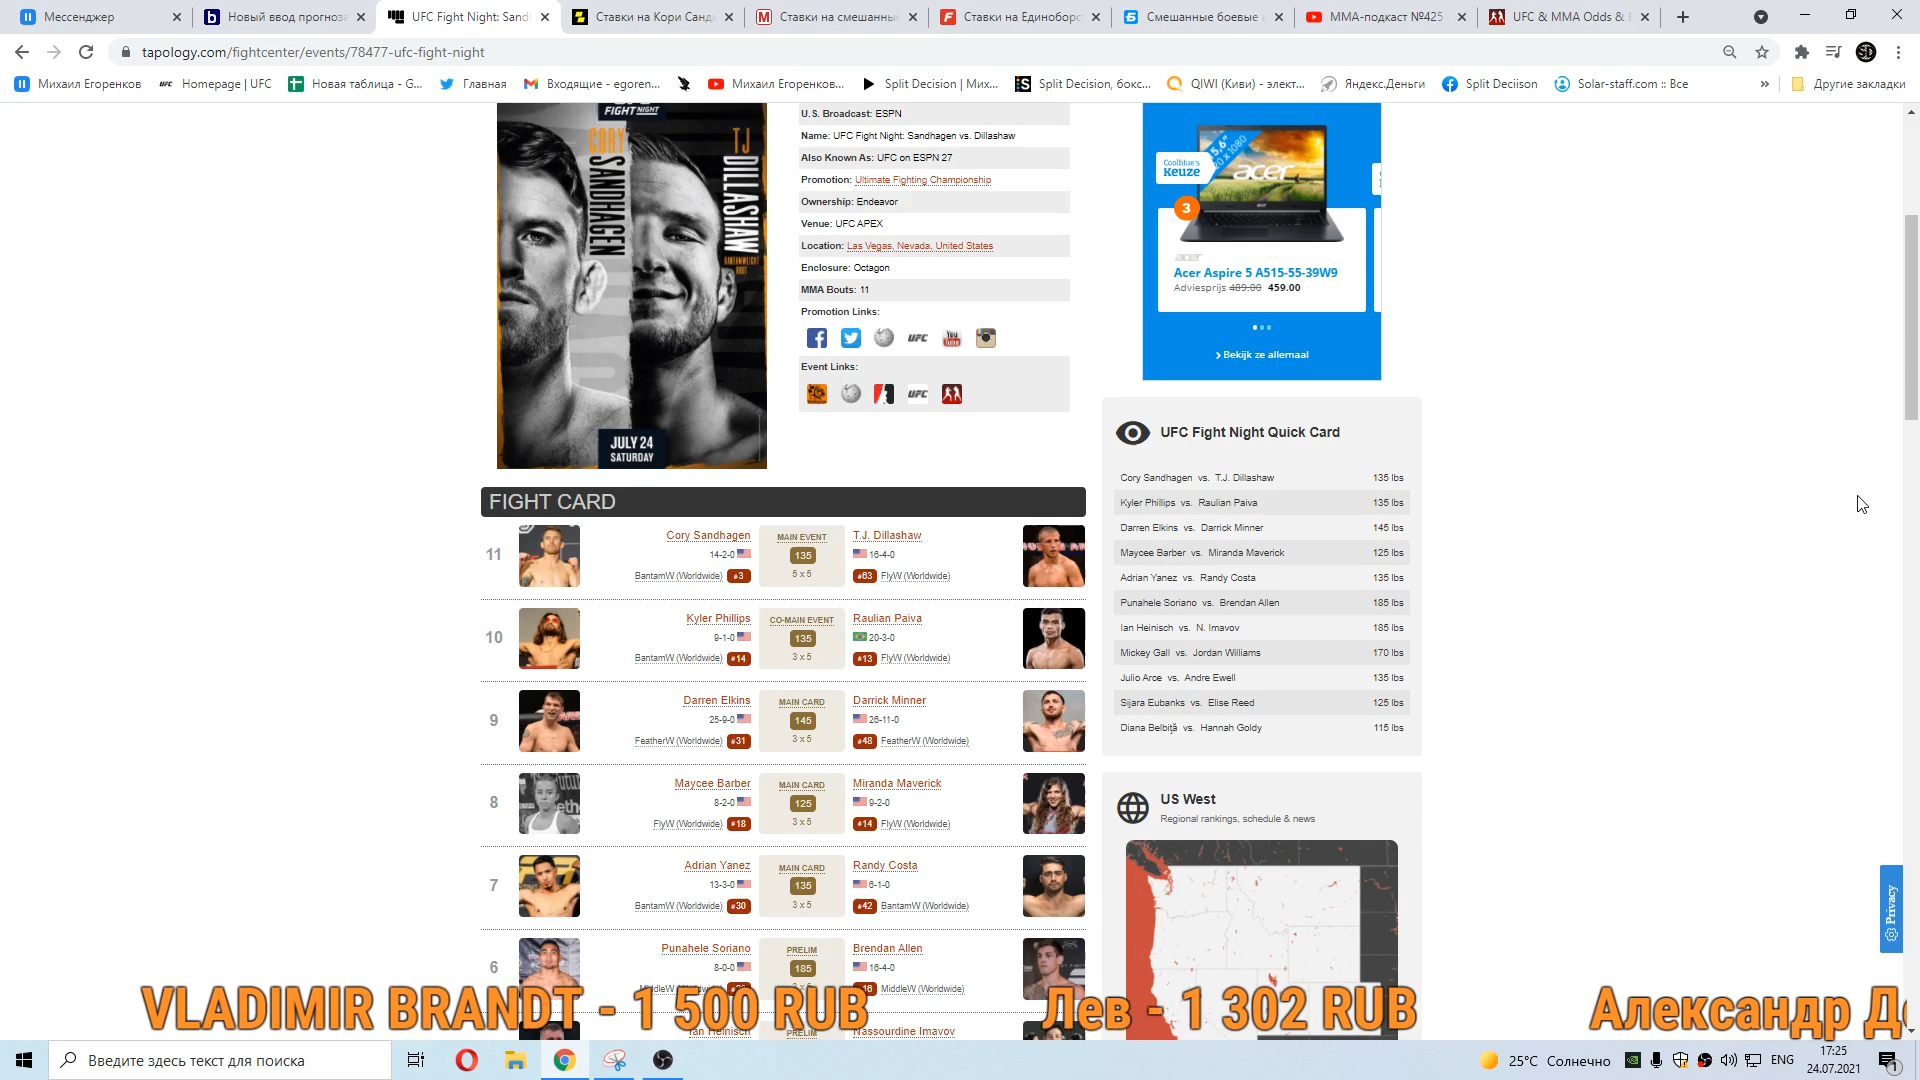 Мессенджер
Новый ввод прогноза
UFC Fight Night: Sand
Ставки на Кори Санд
Ставки на смешанные
Ставки на Единоборс
Смешанные боевые
ММА-подкаст №425
UFC & MMA Odds &
tapology.com/fightcenter/events/78477-ufc-fight-night
Михаил Егоренков
Homepage | UFC
Новая таблица - G...
Главная
Входящие - egoren...
Михаил Егоренков...
Split Decision | Мих...
Split Decision, бокс...
QIWI (Киви) - элект...
Яндекс.Деньги
Split Deciison
Solar-staff.com :: Все
»
Другие закладки
FIGHT NIGHT
CORY
SANDHAGEN
TJ
DILLASHAW
BANTAMWEIGHT
BOUT
JULY 24
SATURDAY
U.S. Broadcast: ESPN
Name: UFC Fight Night: Sandhagen vs. Dillashaw
Also Known As: UFC on ESPN 27
Promotion: Ultimate Fighting Championship
Ownership: Endeavor
Venue: UFC APEX
Location: Las Vegas, Nevada, United States
Enclosure: Octagon
MMA Bouts: 11
Promotion Links:
UFC
You
Tube
Event Links:
UFC
Coolblue's
Keuze
15,6"
acer
3
acer
Acer Aspire 5 A515-55-39W9
Adviesprijs 489.00 459.00
Bekijk ze allemaal
FIGHT CARD
11
Cory Sandhagen
14-2-0
BantamW (Worldwide) #3
MAIN EVENT
135
5 x 5
T.J. Dillashaw
16-4-0
#63 FlyW (Worldwide)
10
Kyler Phillips
9-1-0
BantamW (Worldwide) #14
CO-MAIN EVENT
135
3 x 5
Raulian Paiva
20-3-0
#13 FlyW (Worldwide)
9
Darren Elkins
25-9-0
FeatherW (Worldwide) #31
MAIN CARD
145
3 x 5
Darrick Minner
26-11-0
#48 FeatherW (Worldwide)
8
Maycee Barber
8-2-0
FlyW (Worldwide) #18
MAIN CARD
125
3 x 5
Miranda Maverick
9-2-0
#14 FlyW (Worldwide)
7
Adrian Yanez
13-3-0
BantamW (Worldwide) #30
MAIN CARD
135
3 x 5
Randy Costa
6-1-0
#42 BantamW (Worldwide)
6
Punahele Soriano
8-0-0
MiddleW (Worldwide)
PRELIM
185
Brendan Allen
16-4-0
MiddleW (Worldwide)
Ian Heinisch
PRELIM
Nassourdine Imavov
UFC Fight Night Quick Card
Cory Sandhagen vs. T.J. Dillashaw 135 lbs
Kyler Phillips vs. Raulian Paiva 135 lbs
Darren Elkins vs. Darrick Minner 145 lbs
Maycee Barber vs. Miranda Maverick 125 lbs
Adrian Yanez vs. Randy Costa 135 lbs
Punahele Soriano vs. Brendan Allen 185 lbs
Ian Heinisch vs. N. Imavov 185 lbs
Mickey Gall vs. Jordan Williams 170 lbs
Julio Arce vs. Andre Ewell 135 lbs
Sijara Eubanks vs. Elise Reed 125 lbs
Diana Belbiţă vs. Hannah Goldy 115 lbs
US West
Regional rankings, schedule & news
Privacy
VLADIMIR BRANDT - 1 500 RUB
Лев - 1 302 RUB
Александр Д
Введите здесь текст для поиска
25°C Солнечно
ENG
17:25
24.07.2021
1